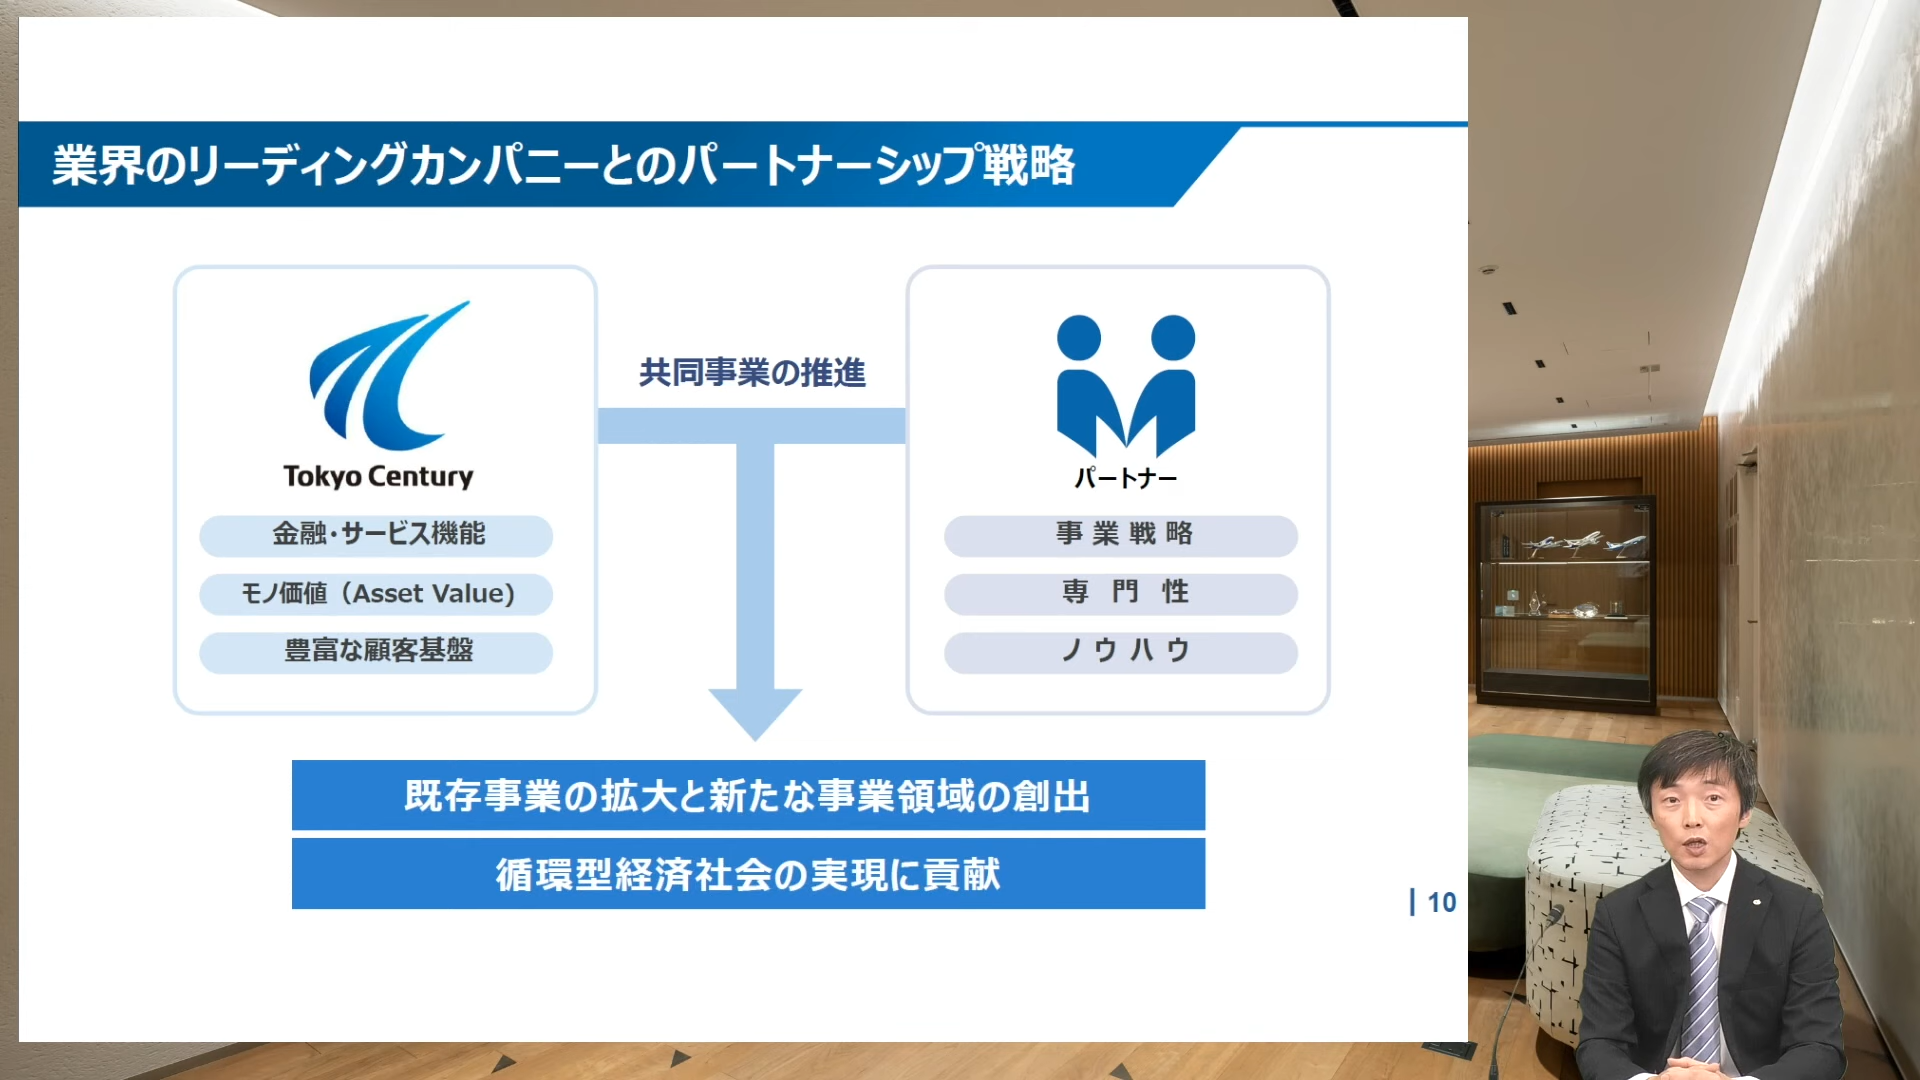 業界のリーディングカンパニーとのパートナーシップ戦略
Tokyo Century
金融・サービス機能
モノ価値（Asset Value)
豊富な顧客基盤
共同事業の推進
パートナー
事業戦略
専門性
ノウハウ
既存事業の拡大と新たな事業領域の創出
循環型経済社会の実現に貢献
10